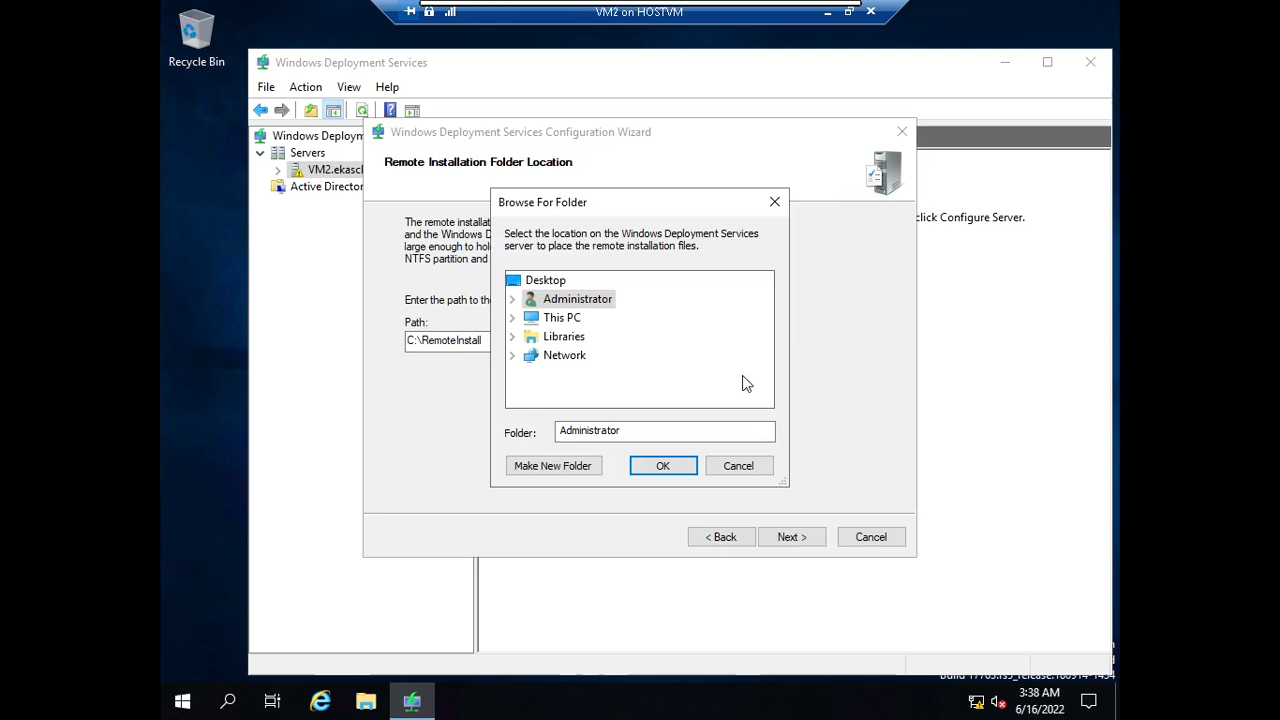 VM2 on HOSTVM
Recycle Bin
Windows Deployment Services
File Action View Help
Windows Deploym
Servers
VM2.ekascl
Active Director
Windows Deployment Services Configuration Wizard
Remote Installation Folder Location
The remote installat
and the Windows D
large enough to hol
NTFS partition and
Enter the path to the
Path:
C:\RemoteInstall
click Configure Server.
Browse For Folder
Select the location on the Windows Deployment Services
server to place the remote installation files.
Desktop
Administrator
This PC
Libraries
Network
Folder: Administrator
Make New Folder OK Cancel
< Back Next > Cancel
3:38 AM
6/16/2022